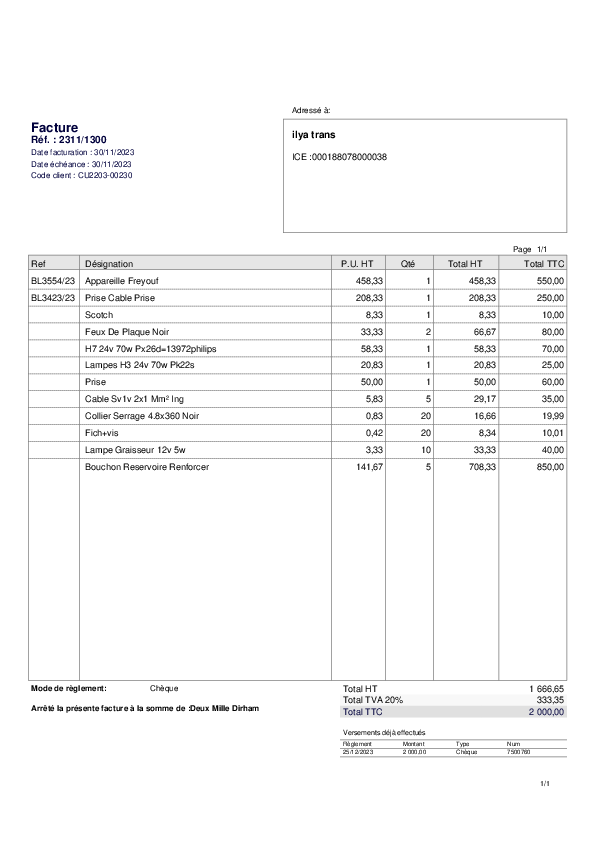 Adressé à:
Facture
Réf. : 2311/1300
Date facturation : 30/11/2023
Date échéance : 30/11/2023
Code client : CU2203-00230
ilya trans
ICE :000188078000038
Page 1/1
Ref Désignation P.U. HT Qté Total HT Total TTC
BL3554/23 Appareille Freyouf 458,33 1 458,33 550,00
BL3423/23 Prise Cable Prise 208,33 1 208,33 250,00
Scotch 8,33 1 8,33 10,00
Feux De Plaque Noir 33,33 2 66,67 80,00
H7 24v 70w Px26d=13972philips 58,33 1 58,33 70,00
Lampes H3 24v 70w Pk22s 20,83 1 20,83 25,00
Prise 50,00 1 50,00 60,00
Cable Sv1v 2x1 Mm² Ing 5,83 5 29,17 35,00
Collier Serrage 4.8x360 Noir 0,83 20 16,66 19,99
Fich+vis 0,42 20 8,34 10,01
Lampe Graisseur 12v 5w 3,33 10 33,33 40,00
Bouchon Reservoire Renforcer 141,67 5 708,33 850,00
Mode de règlement: Chèque
Arrêté la présente facture à la somme de :Deux Mille Dirham
Total HT 1 666,65
Total TVA 20% 333,35
Total TTC 2 000,00
Versements déjà effectués
Règlement Montant Type Num
25/12/2023 2 000,00 Chèque 7500760
1/1